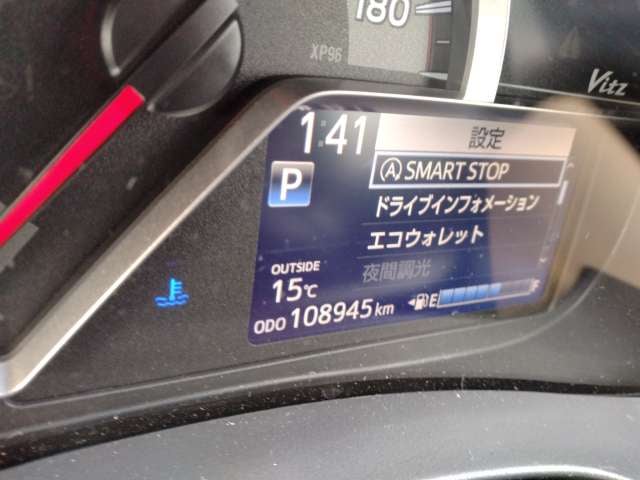 180
XP96
Vitz
1:41
設定
P
A SMART STOP
ドライブインフォメーション
エコウォレット
夜間調光
OUTSIDE
15℃
ODO 108945 km
E F